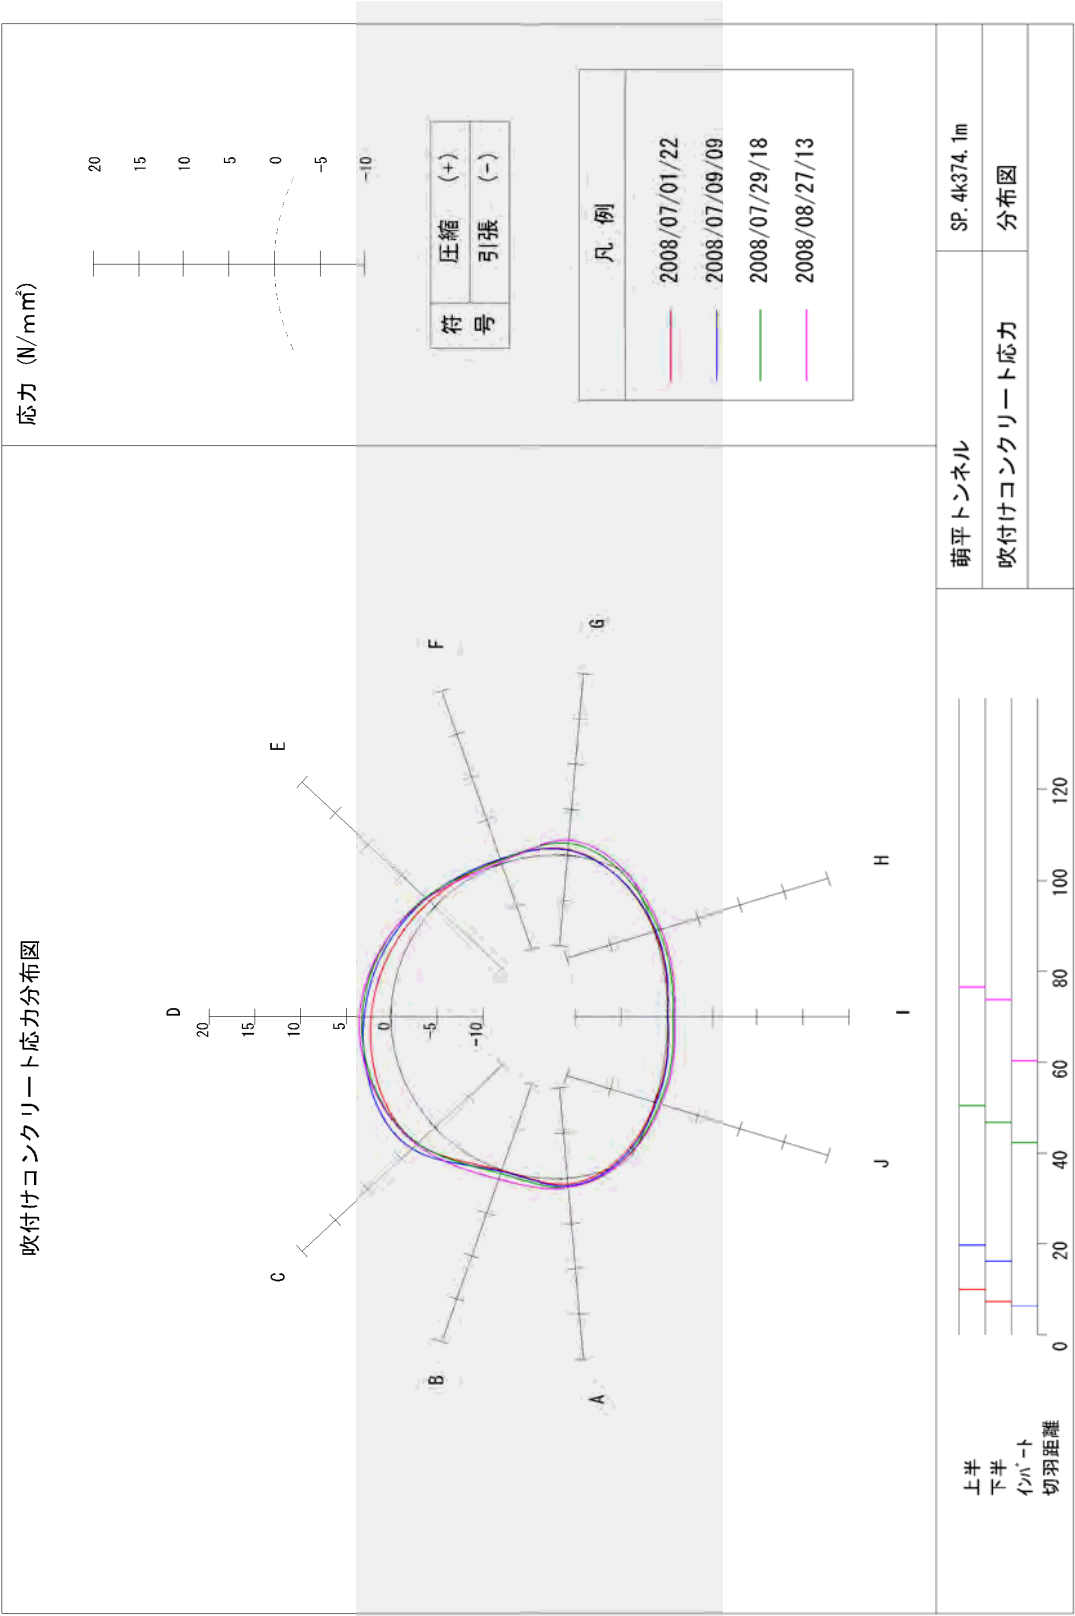 吹付けコンクリート応力分布図
D
20
15
10
5
0
-5
-10
C
E
B
F
A
G
J
H
I
応力 (N/mm²)
20
15
10
5
0
-5
-10
符号
圧縮 (+)
引張 (-)
凡 例
2008/07/01/22
2008/07/09/09
2008/07/29/18
2008/08/27/13
上半
下半
ｲﾝﾊﾞｰﾄ
切羽距離
0 20 40 60 80 100 120
萌平トンネル SP.4k374.1m
吹付けコンクリート応力 分布図